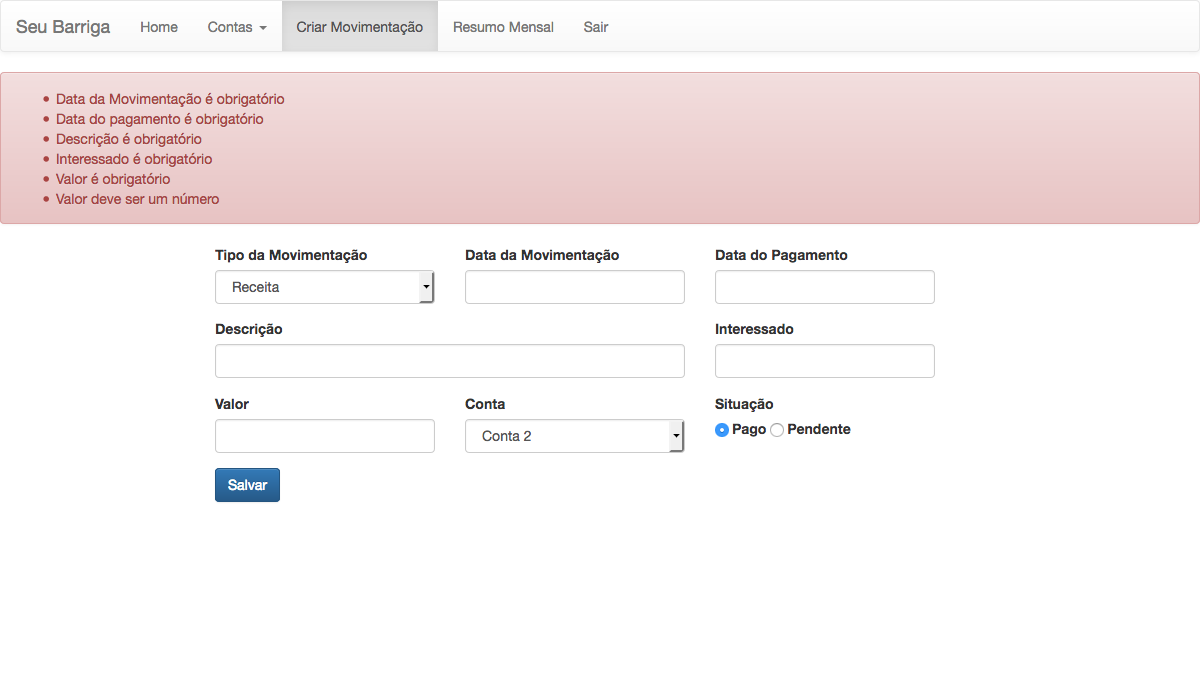 Seu Barriga Home Contas Criar Movimentação Resumo Mensal Sair
Data da Movimentação é obrigatório
Data do pagamento é obrigatório
Descrição é obrigatório
Interessado é obrigatório
Valor é obrigatório
Valor deve ser um número
Tipo da Movimentação Data da Movimentação Data do Pagamento
Receita
Descrição Interessado
Valor Conta Situação
Conta 2 Pago Pendente
Salvar